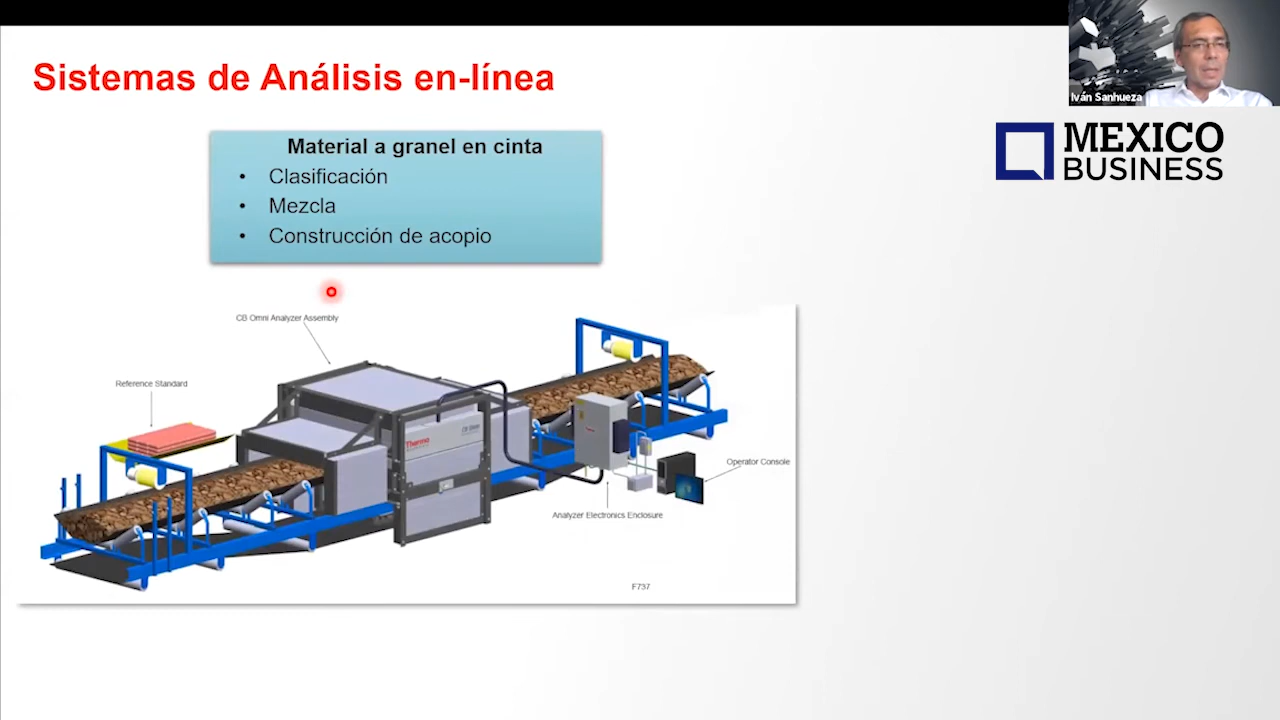 Sistemas de Análisis en-línea
Iván Sanhueza
MEXICO
BUSINESS
Material a granel en cinta
• Clasificación
• Mezcla
• Construcción de acopio
CB Omni Analyzer Assembly
Reference Standard
Thermo
Operator Console
Analyzer Electronics Enclosure
F737